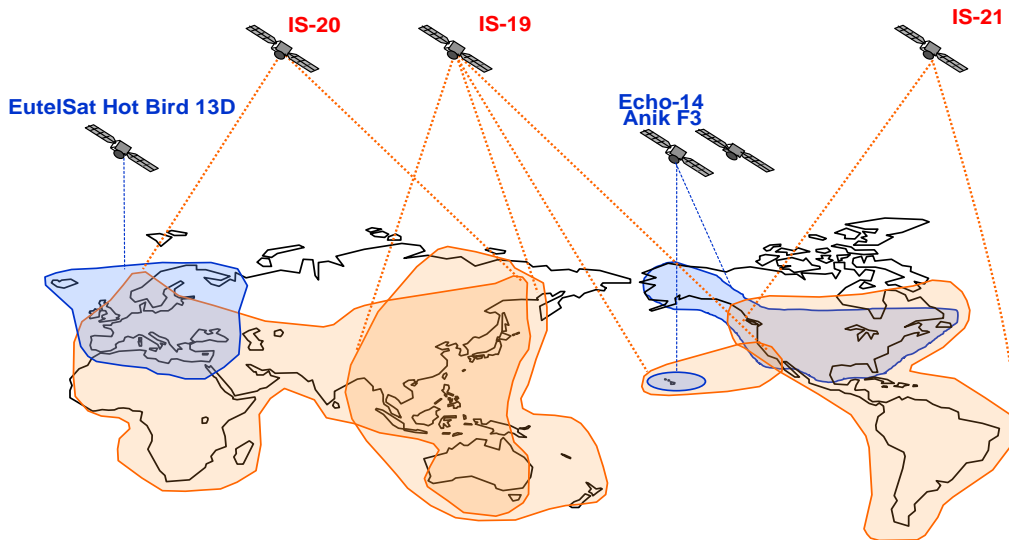 IS-20
IS-19
IS-21
EutelSat Hot Bird 13D
Echo-14
Anik F3